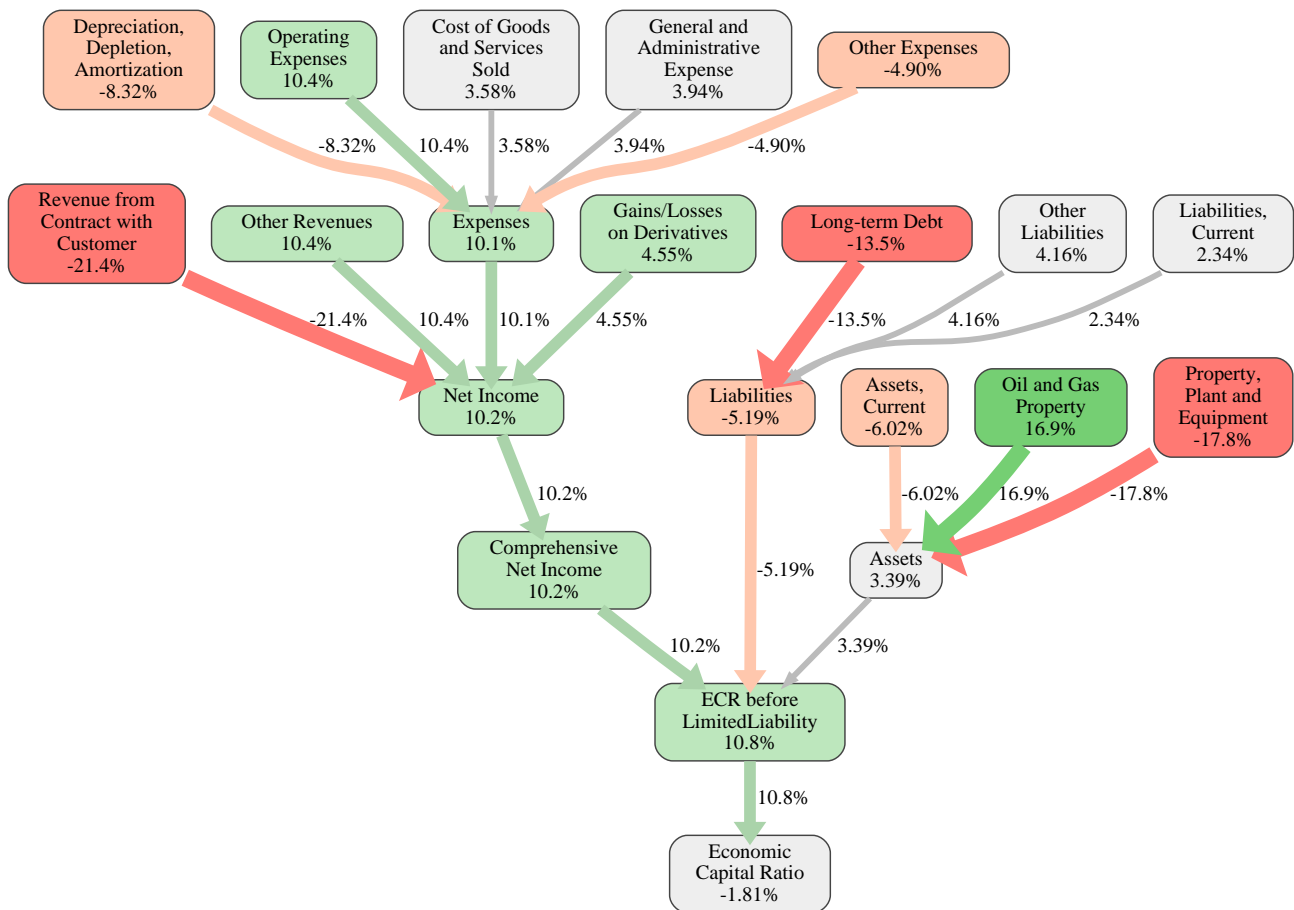 Depreciation,
Depletion,
Amortization
-8.32%
Operating
Expenses
10.4%
Cost of Goods
and Services
Sold
3.58%
General and
Administrative
Expense
3.94%
Other Expenses
-4.90%
-8.32%
10.4%
3.58%
3.94%
-4.90%
Revenue from
Contract with
Customer
-21.4%
Other Revenues
10.4%
Expenses
10.1%
Gains/Losses
on Derivatives
4.55%
Long-term Debt
-13.5%
Other
Liabilities
4.16%
Liabilities,
Current
2.34%
-21.4%
10.4%
10.1%
4.55%
-13.5%
4.16%
2.34%
Net Income
10.2%
Liabilities
-5.19%
Assets,
Current
-6.02%
Oil and Gas
Property
16.9%
Property,
Plant and
Equipment
-17.8%
10.2%
-6.02%
16.9%
-17.8%
Comprehensive
Net Income
10.2%
-5.19%
Assets
3.39%
10.2%
3.39%
ECR before
LimitedLiability
10.8%
10.8%
Economic
Capital Ratio
-1.81%